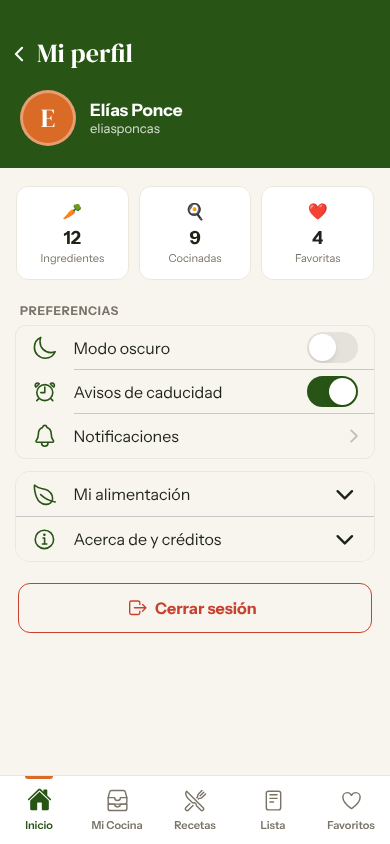 Mi perfil
E
Elías Ponce
eliasponcas
12
9
4
Ingredientes
Cocinadas
Favoritas
PREFERENCIAS
Modo oscuro
Avisos de caducidad
Notificaciones
Mi alimentación
Acerca de y créditos
Cerrar sesión
Inicio
Mi Cocina
Recetas
Lista
Favoritos